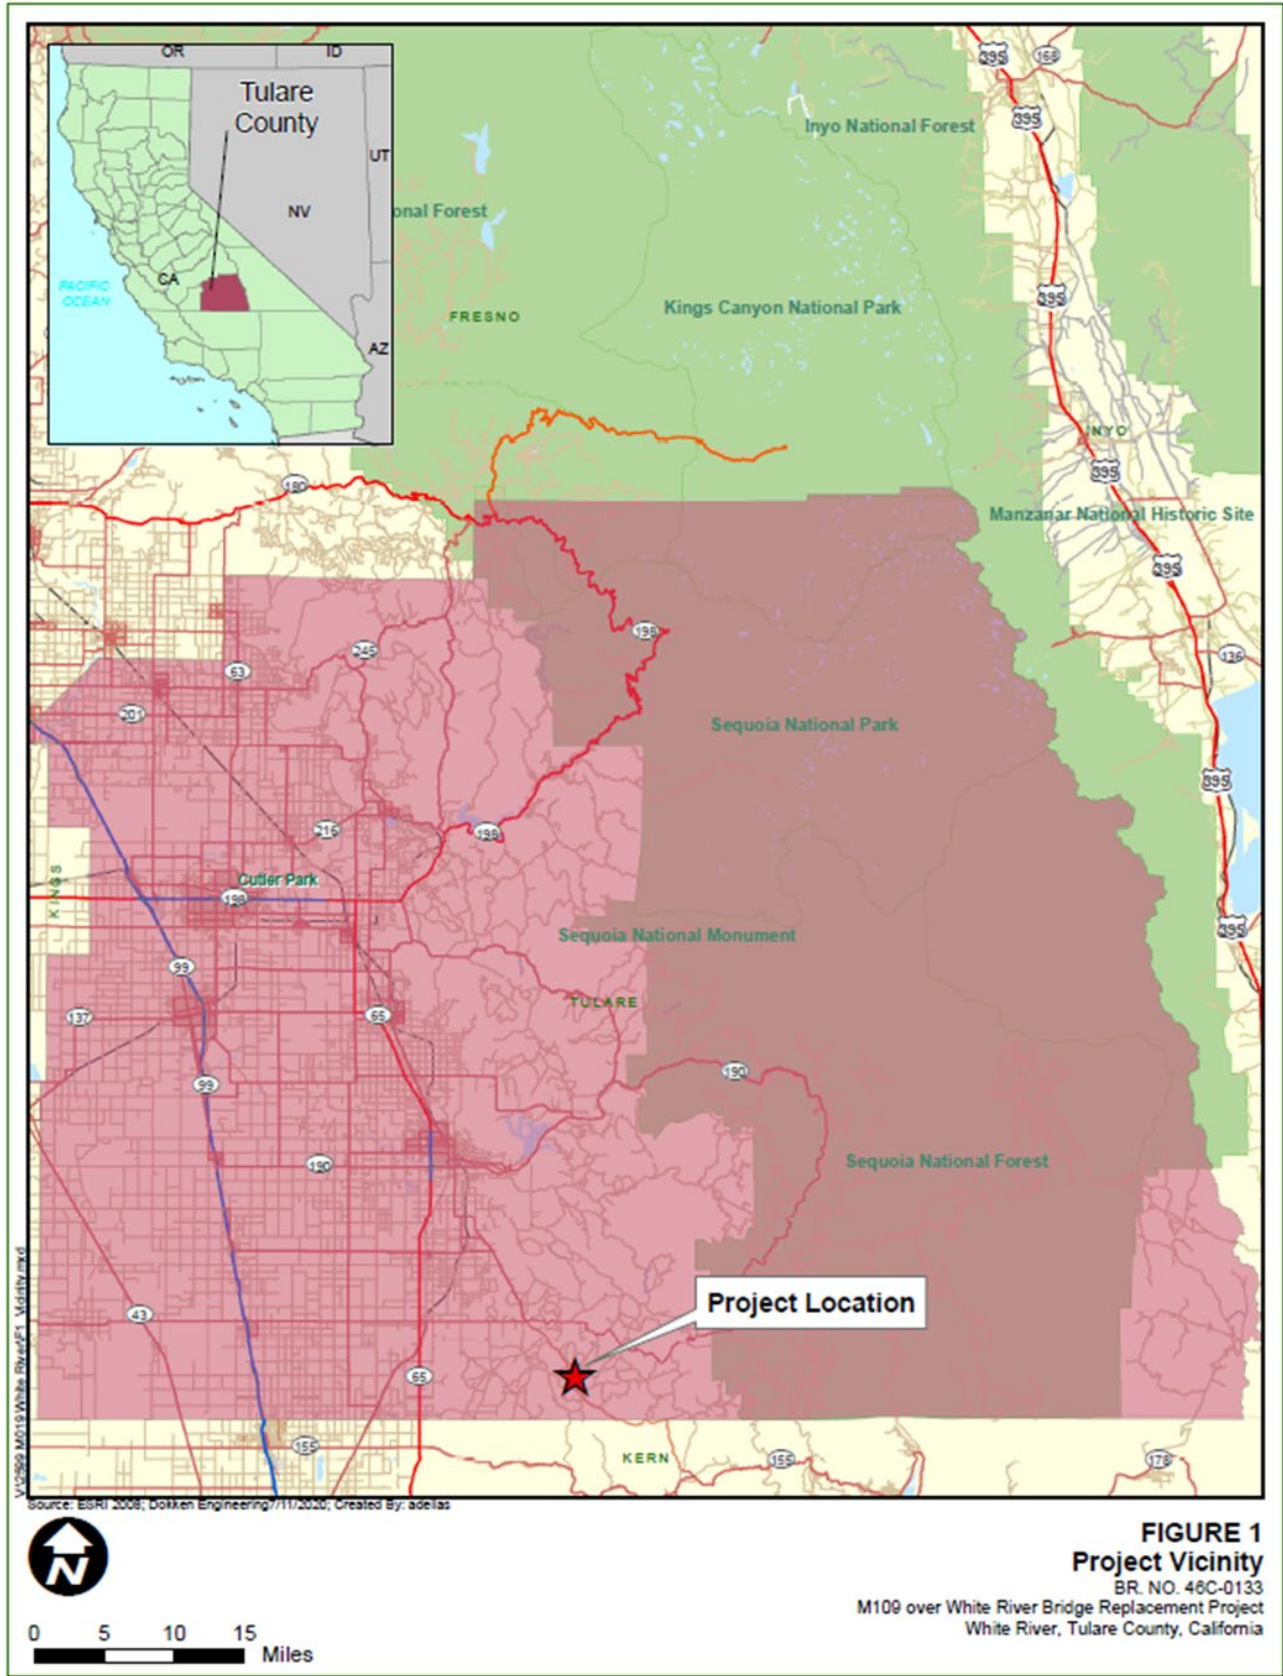 OR
ID
Tulare
County
UT
NV
CA
PACIFIC
OCEAN
AZ
395
168
395
Inyo National Forest
onal Forest
395
Kings Canyon National Park
FRESNO
INYO
395
180
Manzanar National Historic Site
395
198
245
136
63
201
Sequoia National Park
395
216
198
KINGS
Cutler Park
198
395
Sequoia National Monument
99
TULARE
137
65
190
99
190
Sequoia National Forest
Project Location
43
65
155
KERN
155
178
Source: ESRI 2008; Dokken Engineering7/11/2020; Created By: adellas
N
0 5 10 15
Miles
FIGURE 1
Project Vicinity
BR. NO. 46C-0133
M109 over White River Bridge Replacement Project
White River, Tulare County, California